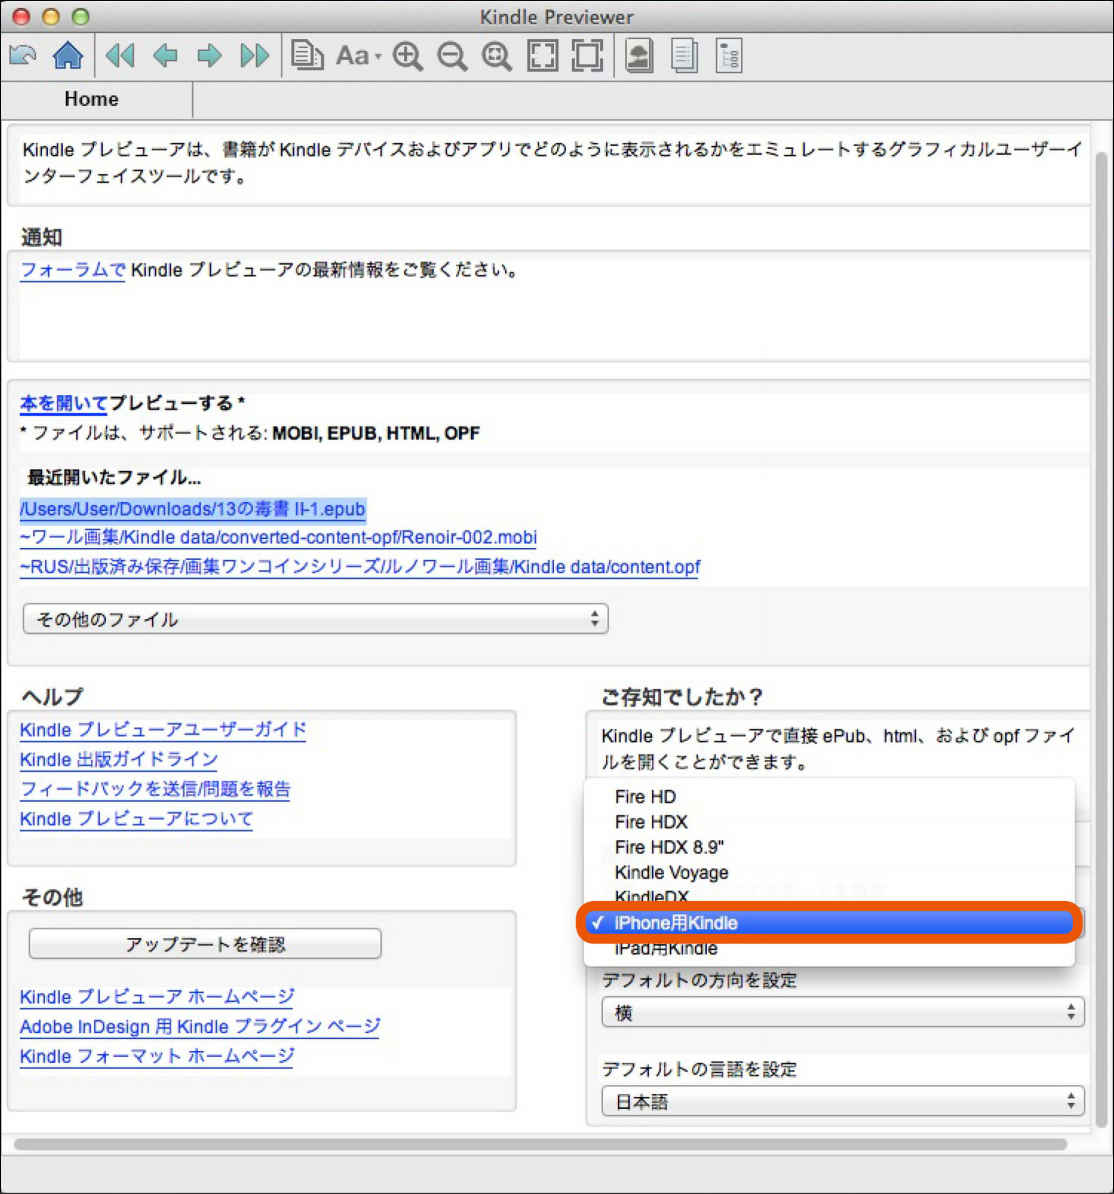 Kindle Previewer
Aa
Home
Kindle プレビューアは、書籍が Kindle デバイスおよびアプリでどのように表示されるかをエミュレートするグラフィカルユーザーイ
ンターフェイスツールです。
通知
フォーラムで Kindle プレビューアの最新情報をご覧ください。
本を開いてプレビューする *
* ファイルは、サポートされる: MOBI, EPUB, HTML, OPF
最近開いたファイル...
/Users/User/Downloads/13の毒書 II-1.epub
~ワール画集/Kindle data/converted-content-opf/Renoir-002.mobi
~RUS/出版済み保存/画集ワンコインシリーズ/ルノワール画集/Kindle data/content.opf
その他のファイル
ヘルプ
Kindle プレビューアユーザーガイド
Kindle 出版ガイドライン
フィードバックを送信/問題を報告
Kindle プレビューアについて
その他
アップデートを確認
Kindle プレビューア ホームページ
Adobe InDesign 用 Kindle プラグイン ページ
Kindle フォーマット ホームページ
ご存知でしたか？
Kindle プレビューアで直接 ePub、html、および opf ファイ
ルを開くことができます。
Fire HD
Fire HDX
Fire HDX 8.9"
Kindle Voyage
KindleDX
✓ iPhone用Kindle
iPad用Kindle
デフォルトの方向を設定
横
デフォルトの言語を設定
日本語